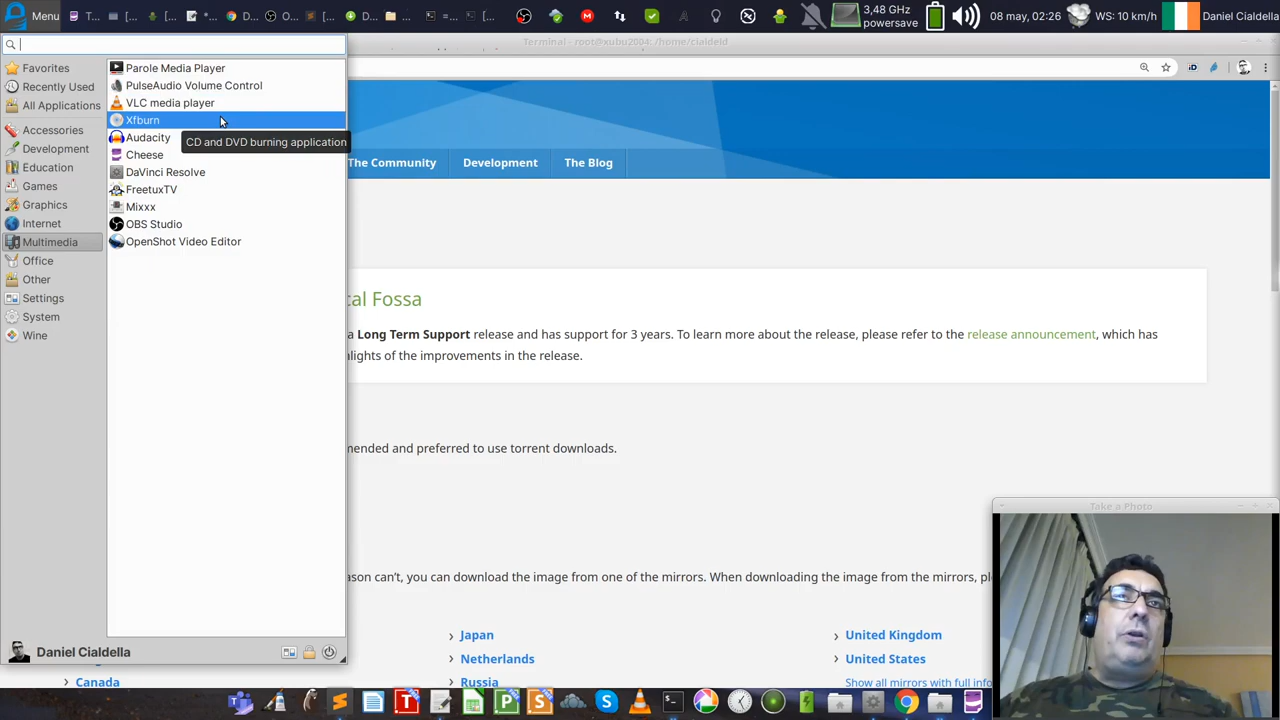 Menu
T...
[...
*...
D...
O...
in...
[...
D...
[...
=...
[...
3,48 GHz
powersave
08 may, 02:26
WS: 10 km/h
Daniel Cialdella
Terminal - root@xubu2004: /home/cialdeld
Favorites
Recently Used
All Applications
Accessories
Development
Education
Games
Graphics
Internet
Multimedia
Office
Other
Settings
System
Wine
Parole Media Player
PulseAudio Volume Control
VLC media player
Xfburn
Audacity
CD and DVD burning application
Cheese
DaVinci Resolve
FreetuxTV
Mixxx
OBS Studio
OpenShot Video Editor
Daniel Cialdella
The Community
Development
The Blog
iD
cal Fossa
a Long Term Support release and has support for 3 years. To learn more about the release, please refer to the release announcement, which has
hlights of the improvements in the release.
mended and preferred to use torrent downloads.
ason can't, you can download the image from one of the mirrors. When downloading the image from the mirrors, pl
Japan
United Kingdom
Netherlands
United States
Canada
Russia
Show all mirrors with full info
Take a Photo